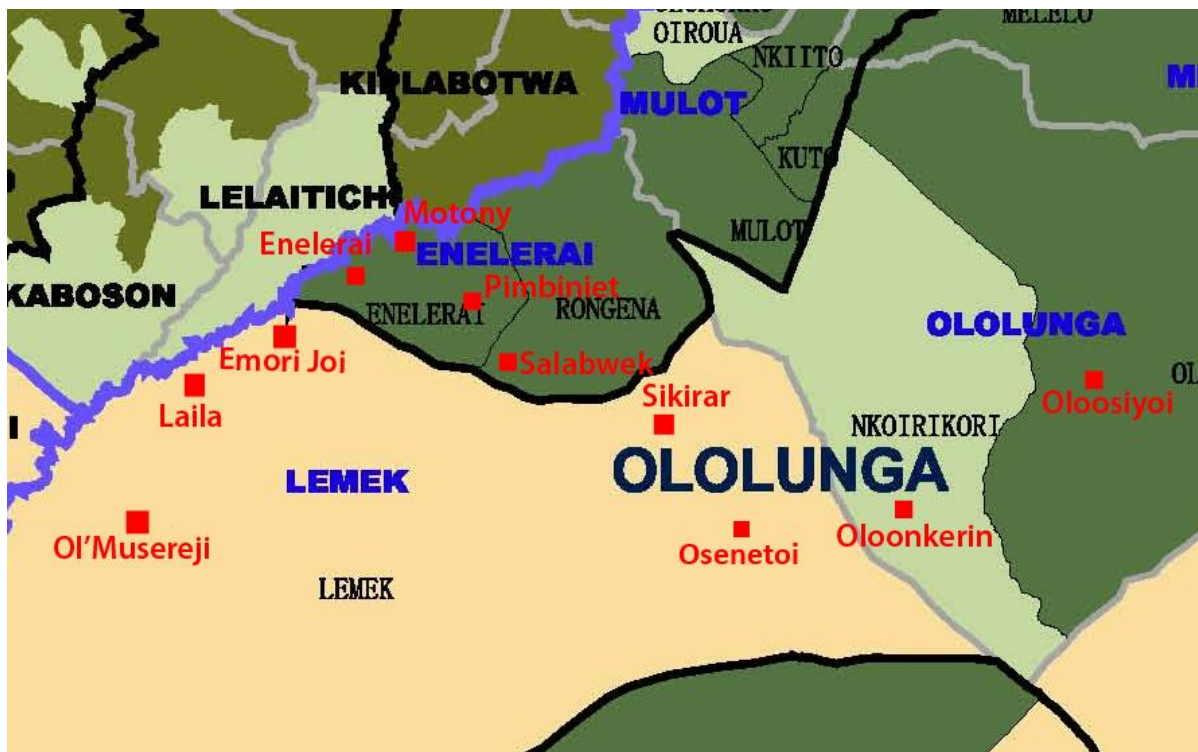 MELELO
OIROUA
NKIITO
KIPLABOTWA
MULOT
KUTO
LELAITICH
Motony
MULOT
Enelerai
ENELERAI
KABOSON
Pimbiniet
ENELERAI
RONGENA
OLOLUNGA
Emori Joi
Salabwek
Laila
Sikirar
Oloosiyoi
NKOIRIKORI
OLOLUNGA
LEMEK
Oloonkerin
Ol'Musereji
Osenetoi
LEMEK